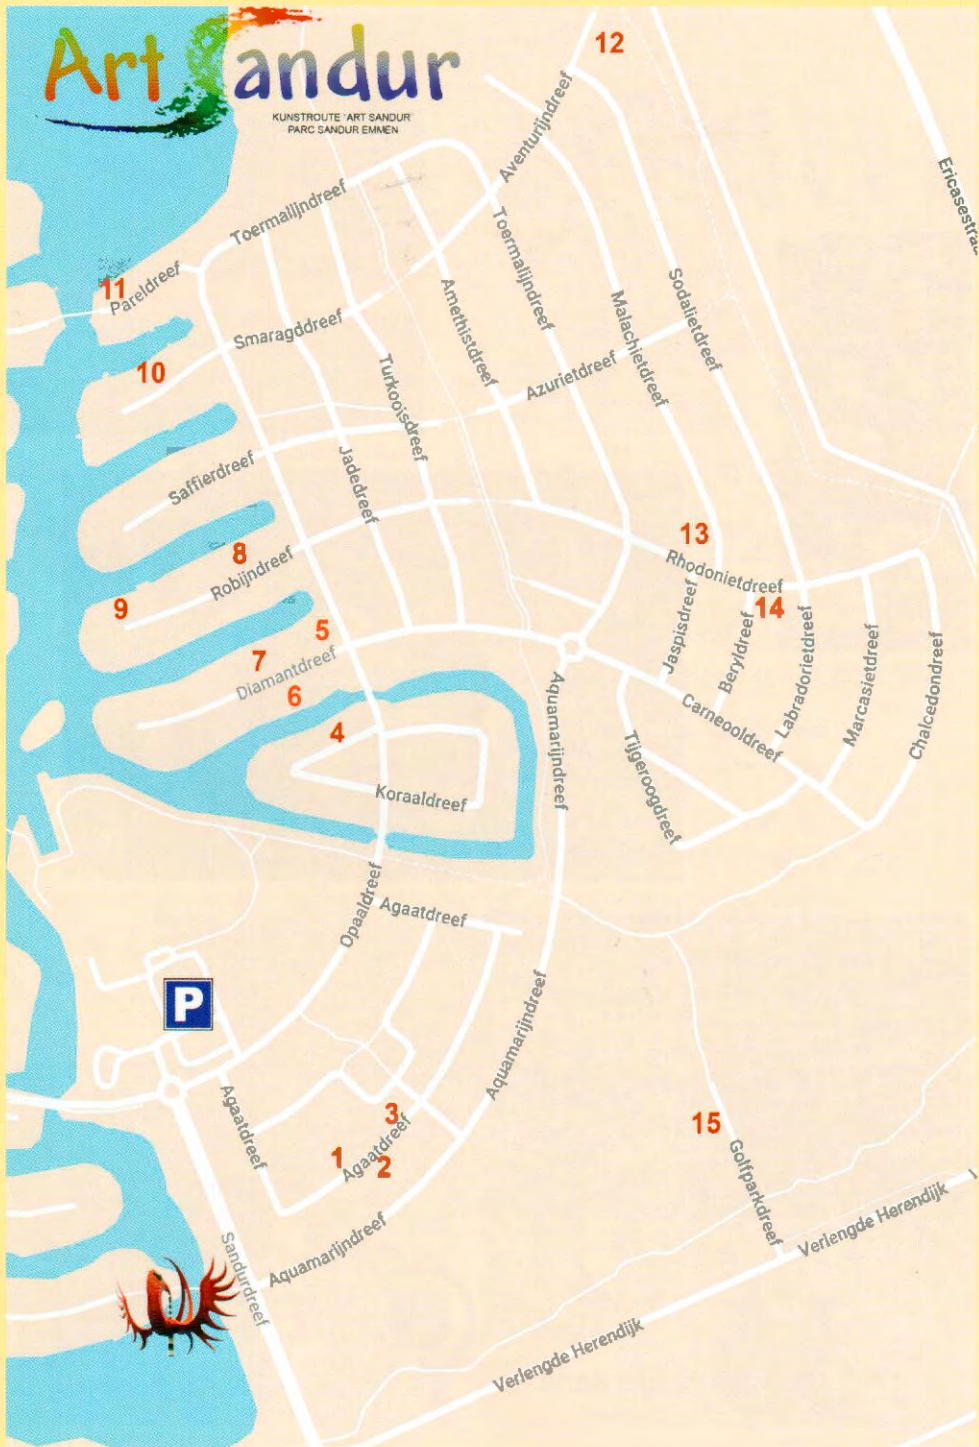 Art Sandur
KUNSTROUTE "ART SANDUR"
PARC SANDUR EMMEN
12
Aventurijndreef
Toermalijndreef
Toermalijndreef
11
Pareldreef
Smaragddreef
Amethistdreef
Malachietdreef
Sodalietdreef
10
Turkooisdreef
Azurietdreef
Saffierdreef
Jadedreef
8
Robijndreef
9
13
Rhodonietdreef
14
5
7
Diamantdreef
6
4
Koraaldreef
Aquamarijndreef
Jaspisdreef
Beryldreef
Labradorietdreef
Marcasietdreef
Chalcedondreef
Carneooldreef
Tijgeroogdreef
Opaaldreef
Agaatdreef
P
Aquamarijndreef
Agaatdreef
3
1
Agaatdreef
2
15
Golfparkdreef
Sandurdreef
Aquamarijndreef
Verlengde Herendijk
Verlengde Herendijk